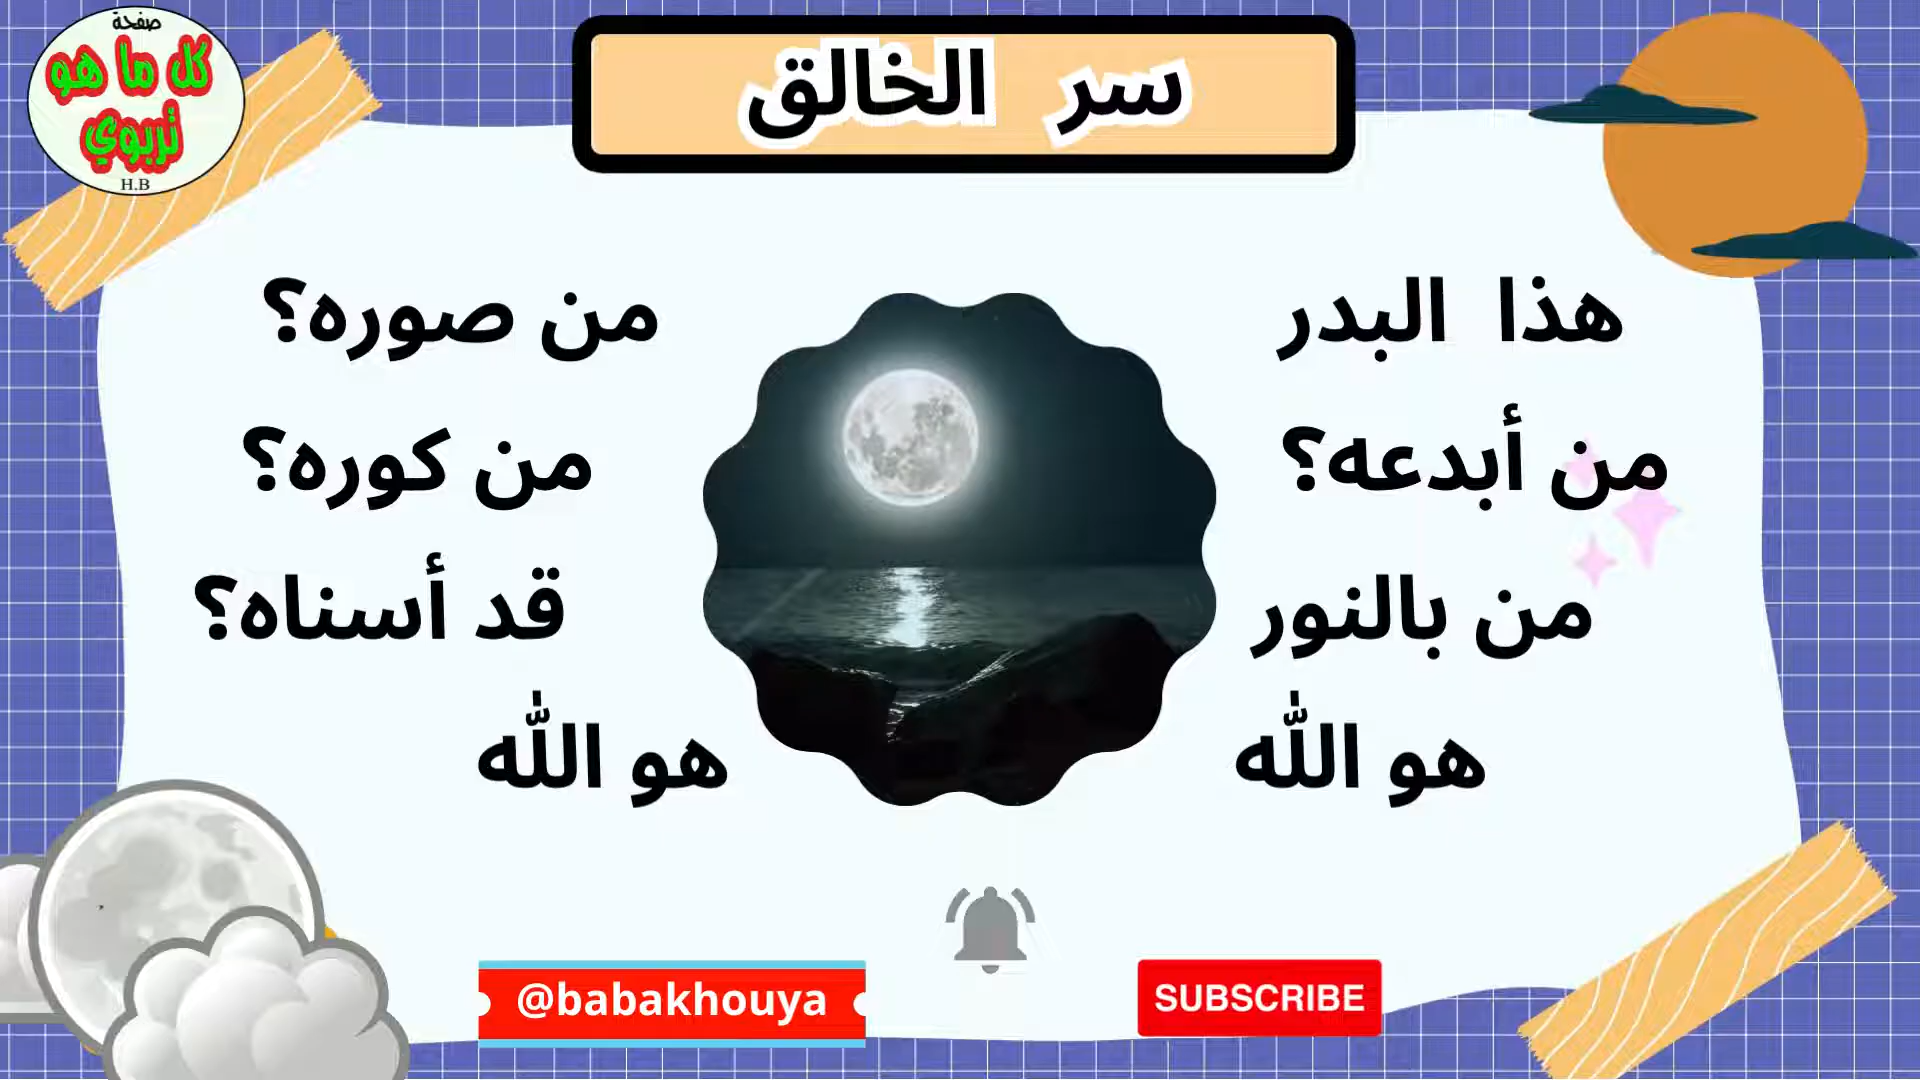 صفحة
كل ما هو
تربوي
H.B
سر الخالق
هذا البدر من صوره؟
من أبدعه؟ من كوره؟
من بالنور قد أسناه؟
هو الله هو الله
@babakhouya
SUBSCRIBE